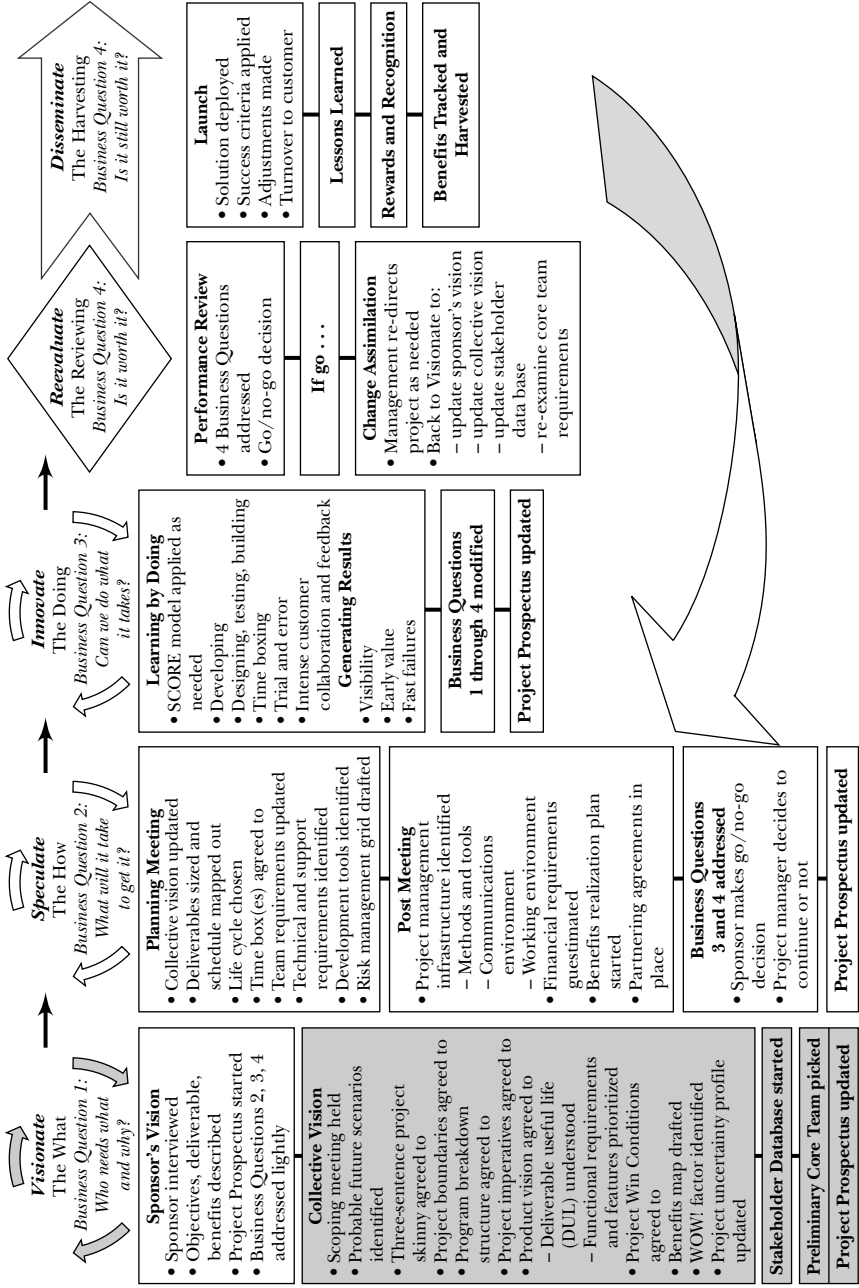 Visionate
The What
Business Question 1:
Who needs what
and why?
Sponsor's Vision
• Sponsor interviewed
• Objectives, deliverable,
benefits described
• Project Prospectus started
• Business Questions 2, 3, 4
addressed lightly
Collective Vision
• Scoping meeting held
• Probable future scenarios
identified
• Three-sentence project
skinny agreed to
• Project boundaries agreed to
• Program breakdown
structure agreed to
• Project imperatives agreed to
• Product vision agreed to
– Deliverable useful life
(DUL) understood
– Functional requirements
and features prioritized
• Project Win Conditions
agreed to
• Benefits map drafted
• WOW! factor identified
• Project uncertainty profile
updated
Stakeholder Database started
Preliminary Core Team picked
Project Prospectus updated
Speculate
The How
Business Question 2:
What will it take
to get it?
Planning Meeting
• Collective vision updated
• Deliverables sized and
schedule mapped out
• Life cycle chosen
• Time box(es) agreed to
• Team requirements updated
• Technical and support
requirements identified
• Development tools identified
• Risk management grid drafted
Post Meeting
• Project management
infrastructure identified
– Methods and tools
– Communications
environment
– Working environment
• Financial requirements
guestimated
• Benefits realization plan
started
• Partnering agreements in
place
Business Questions
3 and 4 addressed
• Sponsor makes go/no-go
decision
• Project manager decides to
continue or not
Project Prospectus updated
Innovate
The Doing
Business Question 3:
Can we do what
it takes?
Learning by Doing
• SCORE model applied as
needed
• Developing
• Designing, testing, building
• Time boxing
• Trial and error
• Intense customer
collaboration and feedback
Generating Results
• Visibility
• Early value
• Fast failures
Business Questions
1 through 4 modified
Project Prospectus updated
Reevaluate
The Reviewing
Business Question 4:
Is it worth it?
Performance Review
• 4 Business Questions
addressed
• Go/no-go decision
If go . . .
Change Assimilation
• Management re-directs
project as needed
• Back to Visionate to:
– update sponsor's vision
– update collective vision
– update stakeholder
data base
– re-examine core team
requirements
Disseminate
The Harvesting
Business Question 4:
Is it still worth it?
Launch
• Solution deployed
• Success criteria applied
• Adjustments made
• Turnover to customer
Lessons Learned
Rewards and Recognition
Benefits Tracked and
Harvested